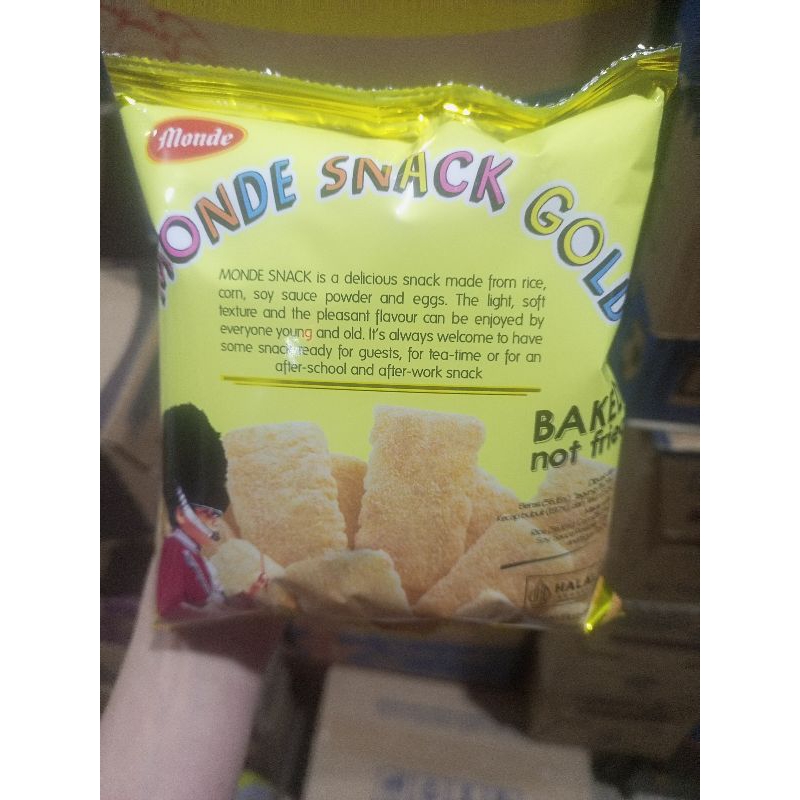 Monde
MONDE SNACK GOLD
MONDE SNACK is a delicious snack made from rice,
corn, soy sauce powder and eggs. The light, soft
texture and the pleasant flavour can be enjoyed by
everyone young and old. It's always welcome to have
some snack ready for guests, for tea-time or for an
after-school and after-work snack
BAKE
not frie
HALA